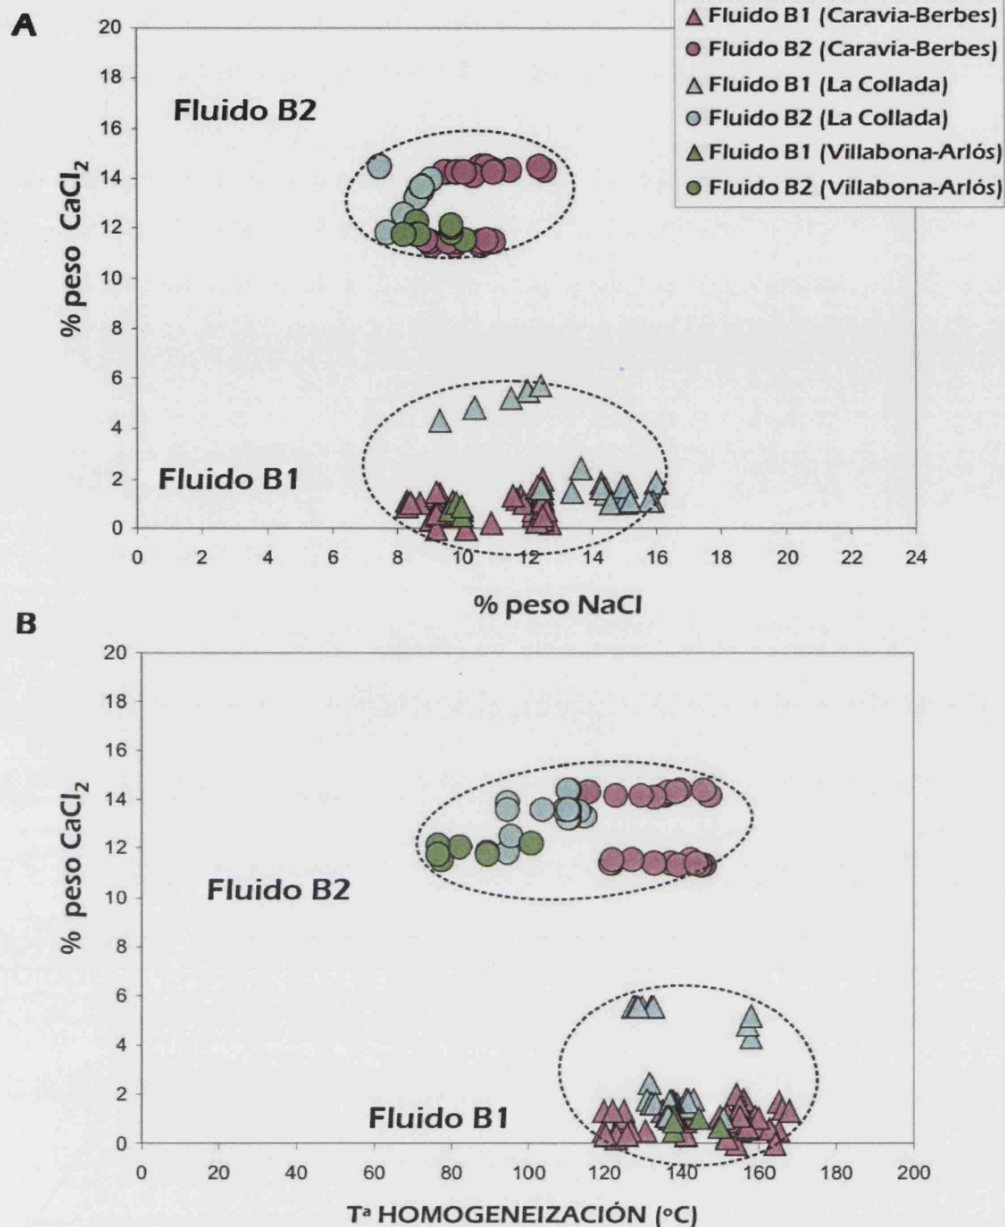 A
Fluido B1 (Caravia-Berbes)
Fluido B2 (Caravia-Berbes)
Fluido B1 (La Collada)
Fluido B2 (La Collada)
Fluido B1 (Villabona-Arlós)
Fluido B2 (Villabona-Arlós)
20
18
16
14
12
10
8
6
4
2
0
% peso CaCl2
Fluido B2
Fluido B1
0 2 4 6 8 10 12 14 16 18 20 22 24
% peso NaCl
B
20
18
16
14
12
10
8
6
4
2
0
% peso CaCl2
Fluido B2
Fluido B1
0 20 40 60 80 100 120 140 160 180 200
Tª HOMOGENEIZACIÓN (ºC)